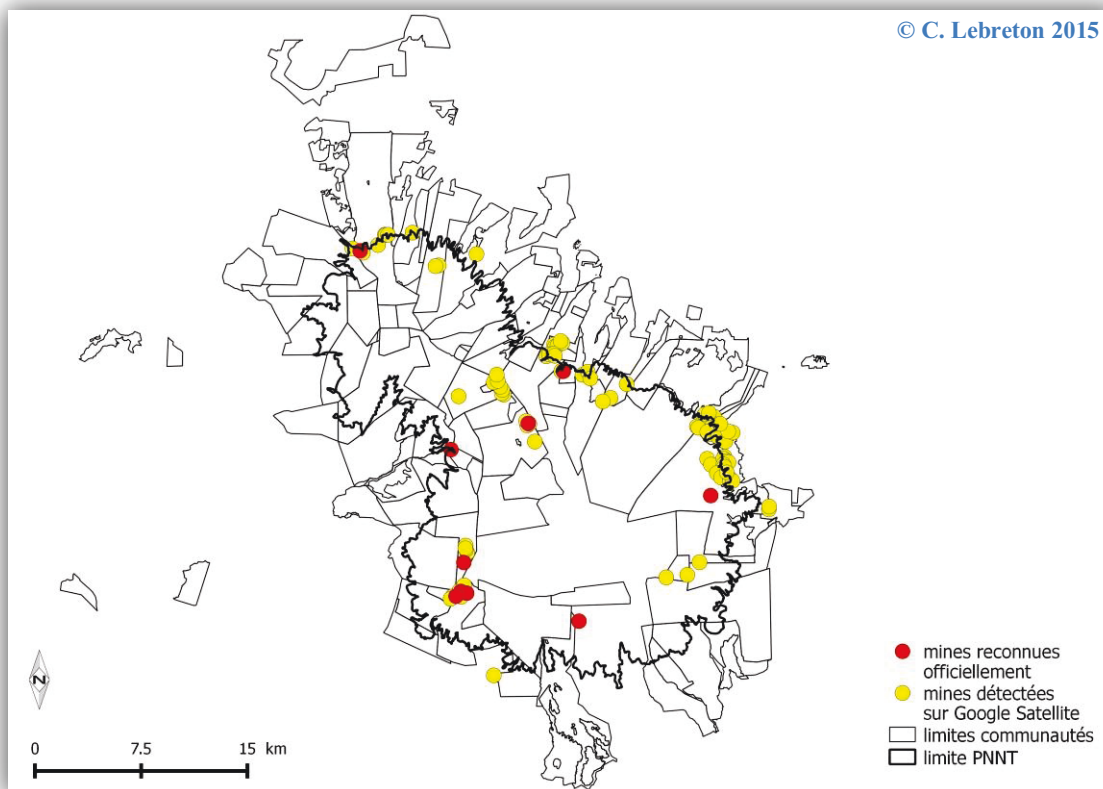 © C. Lebreton 2015
mines reconnues
officiellement
mines détectées
sur Google Satellite
limites communautés
limite PNNT
N
0 7.5 15 km